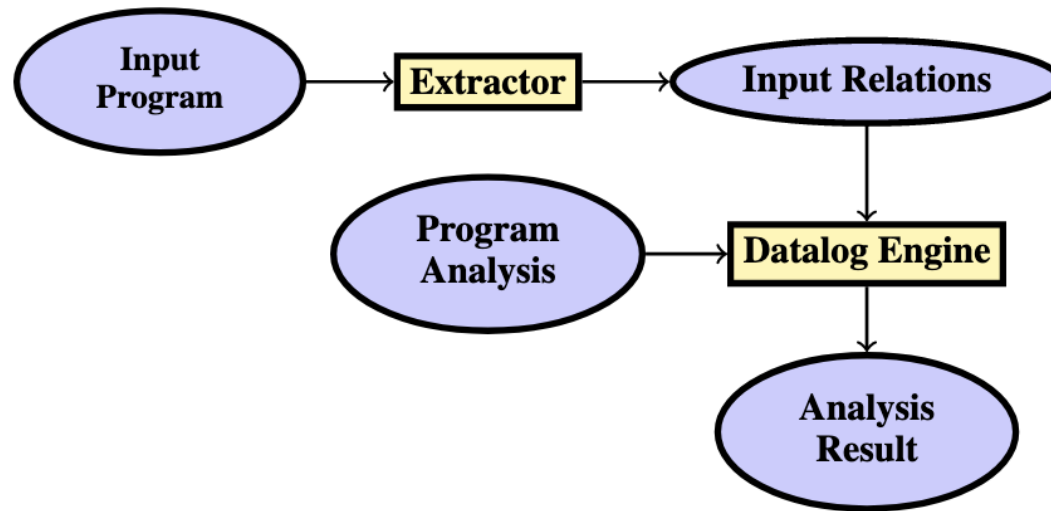 Input
Program
Extractor
Input Relations
Program
Analysis
Datalog Engine
Analysis
Result